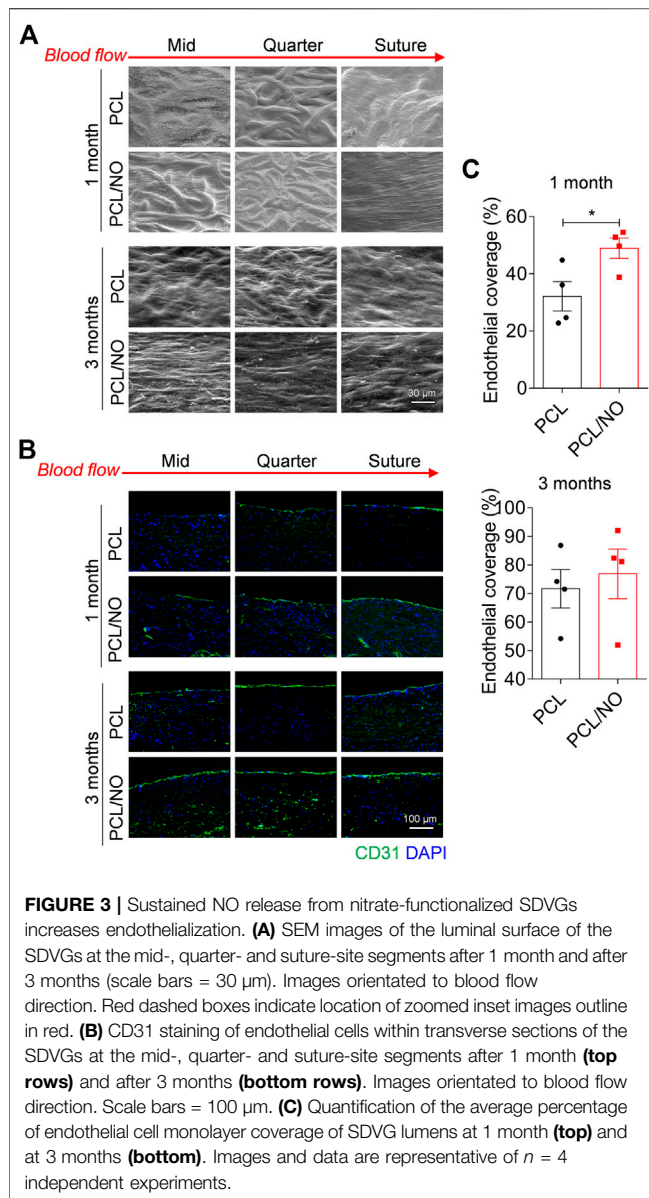 A
Mid Quarter Suture
Blood flow
1 month
PCL
PCL/NO
3 months
PCL
PCL/NO
30 µm
B
Mid Quarter Suture
Blood flow
1 month
PCL
PCL/NO
3 months
PCL
PCL/NO
100 µm
CD31 DAPI
C
1 month
*
Endothelial coverage (%)
60
40
20
0
PCL
PCL/NO
3 months
Endothelial coverage (%)
100
90
80
70
60
50
40
PCL
PCL/NO
FIGURE 3 | Sustained NO release from nitrate-functionalized SDVGs
increases endothelialization. (A) SEM images of the luminal surface of the
SDVGs at the mid-, quarter- and suture-site segments after 1 month and after
3 months (scale bars = 30 µm). Images orientated to blood flow
direction. Red dashed boxes indicate location of zoomed inset images outline
in red. (B) CD31 staining of endothelial cells within transverse sections of the
SDVGs at the mid-, quarter- and suture-site segments after 1 month (top
rows) and after 3 months (bottom rows). Images orientated to blood flow
direction. Scale bars = 100 µm. (C) Quantification of the average percentage
of endothelial cell monolayer coverage of SDVG lumens at 1 month (top) and
at 3 months (bottom). Images and data are representative of n = 4
independent experiments.